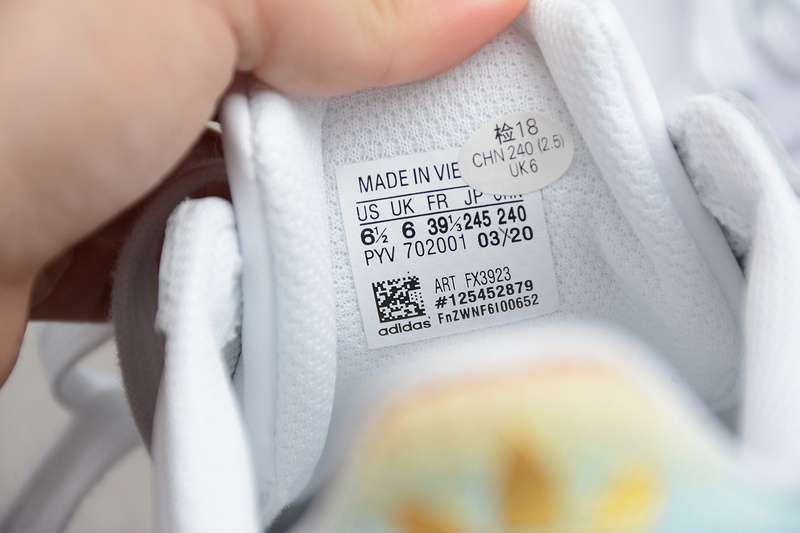 检18
CHN 240 (2.5)
UK6
MADE IN VIE
US UK FR JP CHN
6½ 6 39⅓ 245 240
PYV 702001 03/20
ART FX3923
#125452879
FnZWNF6I00652
adidas